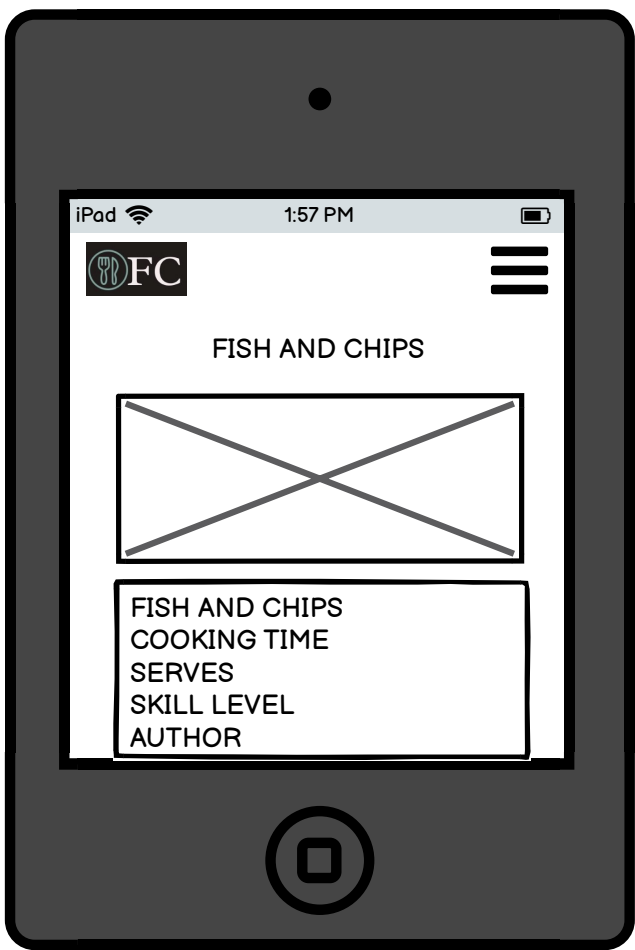 iPad 1:57 PM
FC
FISH AND CHIPS
FISH AND CHIPS
COOKING TIME
SERVES
SKILL LEVEL
AUTHOR